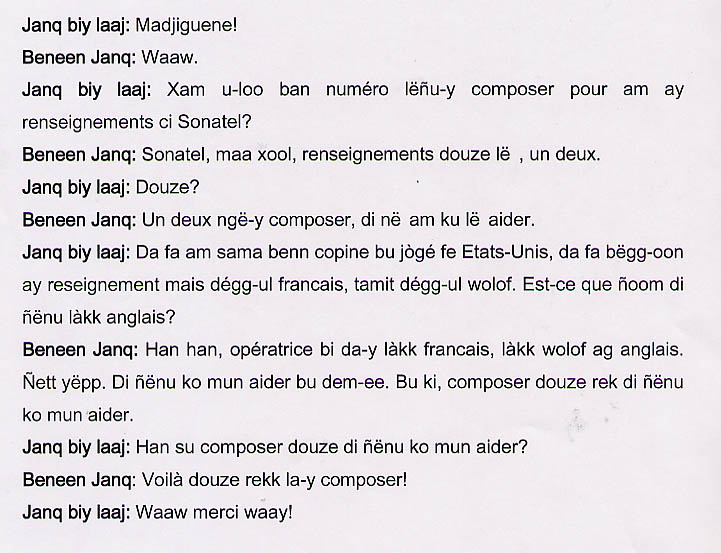 Janq biy laaj: Madjiguene!
Beneen Janq: Waaw.
Janq biy laaj: Xam u-loo ban numéro lëñu-y composer pour am ay
renseignements ci Sonatel?
Beneen Janq: Sonatel, maa xool, renseignements douze lë , un deux.
Janq biy laaj: Douze?
Beneen Janq: Un deux ngë-y composer, di në am ku lë aider.
Janq biy laaj: Da fa am sama benn copine bu jògé fe Etats-Unis, da fa bëgg-oon
ay reseignement mais dégg-ul francais, tamit dégg-ul wolof. Est-ce que ñoom di
ñënu làkk anglais?
Beneen Janq: Han han, opératrice bi da-y làkk francais, làkk wolof ag anglais.
Ñett yëpp. Di ñënu ko mun aider bu dem-ee. Bu ki, composer douze rek di ñënu
ko mun aider.
Janq biy laaj: Han su composer douze di ñënu ko mun aider?
Beneen Janq: Voilà douze rekk la-y composer!
Janq biy laaj: Waaw merci waay!